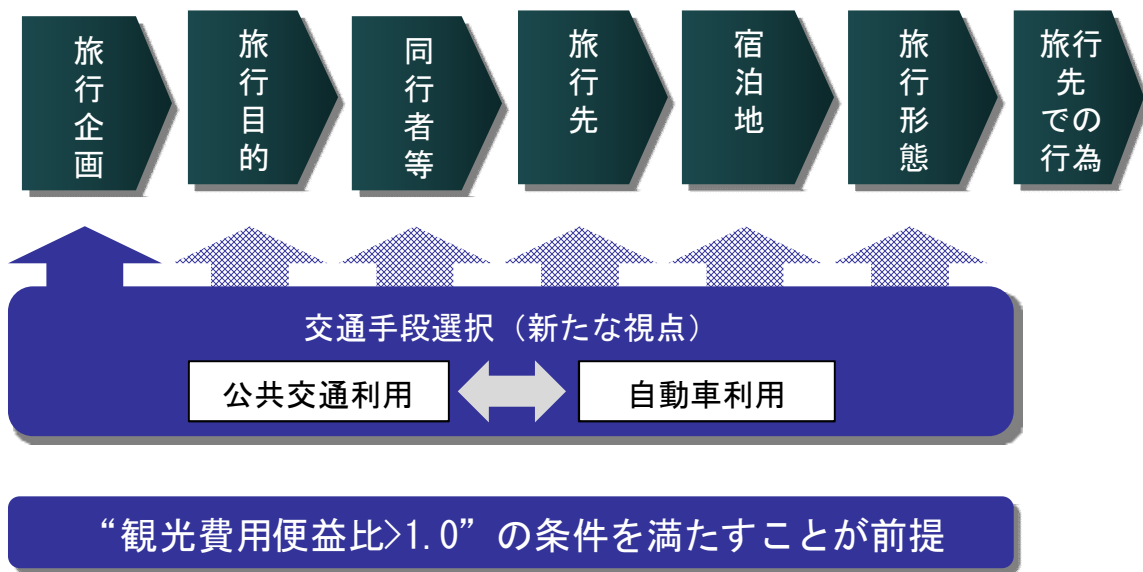 旅行企画
旅行目的
同行者等
旅行先
宿泊地
旅行形態
旅行先での行為
交通手段選択（新たな視点）
公共交通利用
自動車利用
“観光費用便益比>1.0”の条件を満たすことが前提